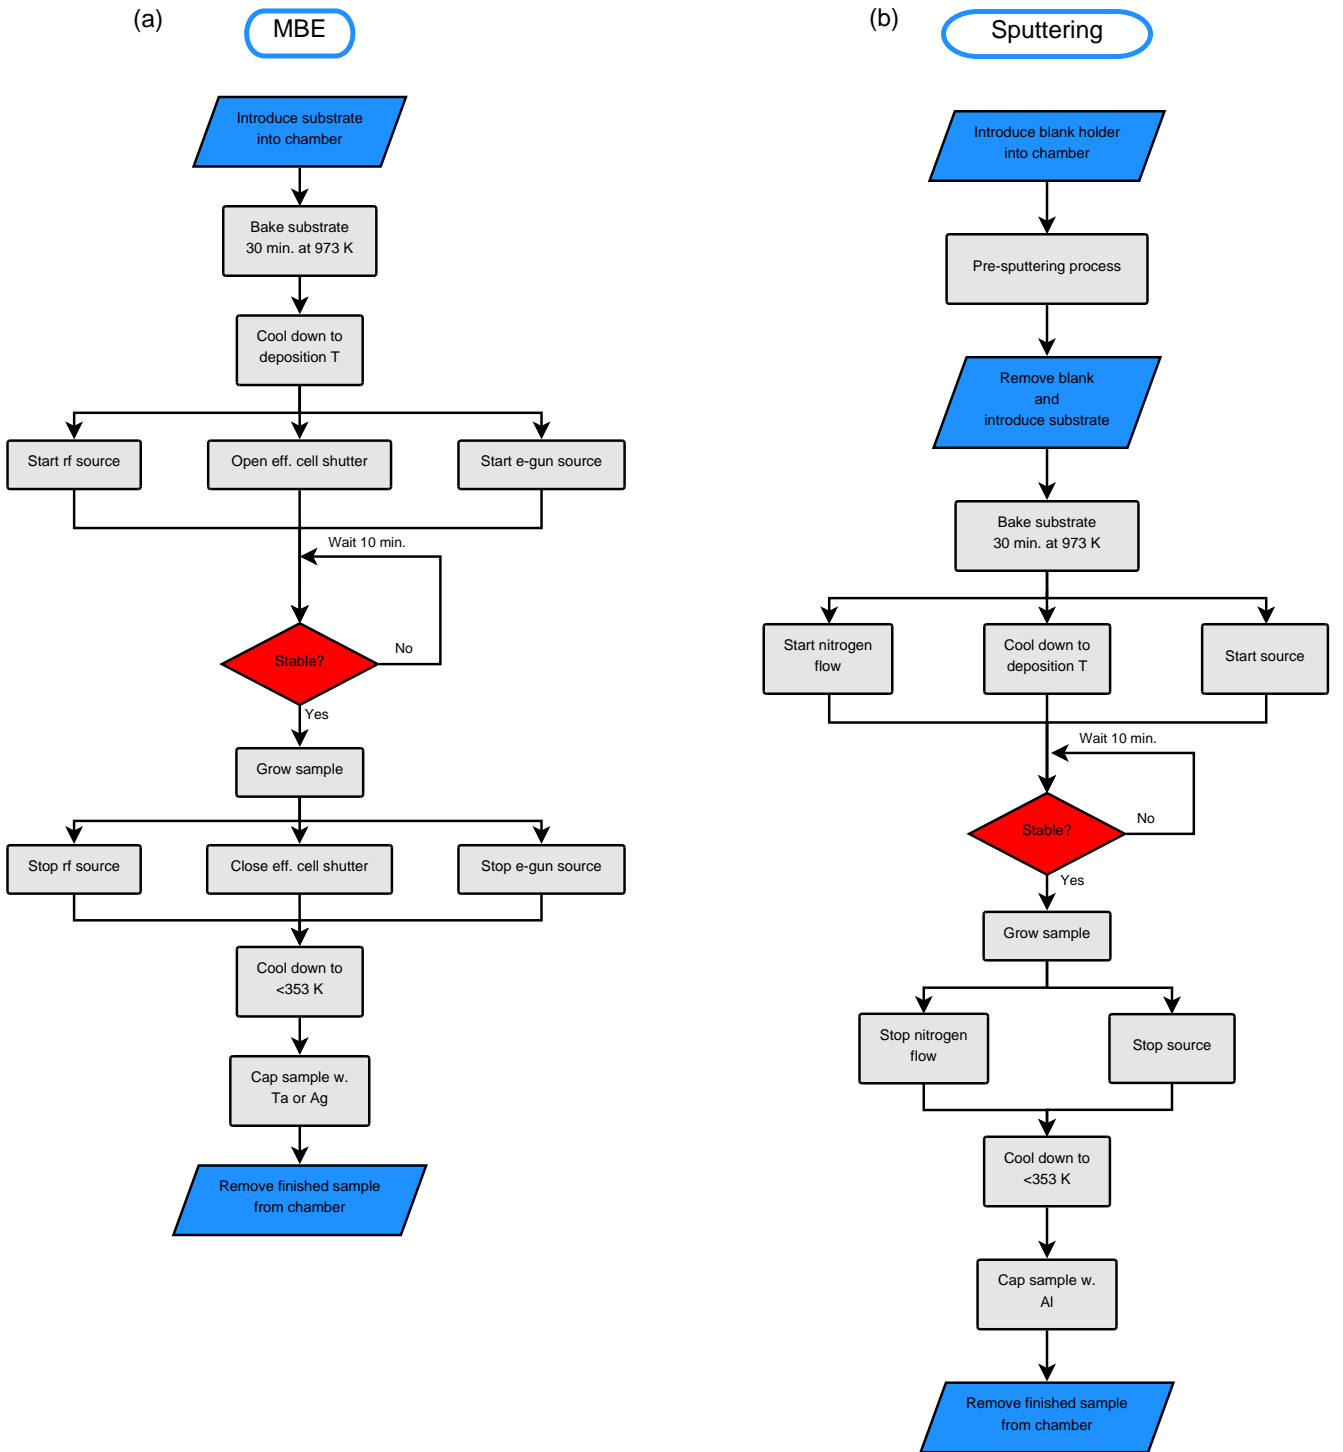 (a)
MBE
Introduce substrate
into chamber
Bake substrate
30 min. at 973 K
Cool down to
deposition T
Start rf source
Open eff. cell shutter
Start e-gun source
Wait 10 min.
Stable?
No
Yes
Grow sample
Stop rf source
Close eff. cell shutter
Stop e-gun source
Cool down to
<353 K
Cap sample w.
Ta or Ag
Remove finished sample
from chamber
(b)
Sputtering
Introduce blank holder
into chamber
Pre-sputtering process
Remove blank
and
introduce substrate
Bake substrate
30 min. at 973 K
Start nitrogen
flow
Cool down to
deposition T
Start source
Wait 10 min.
Stable?
No
Yes
Grow sample
Stop nitrogen
flow
Stop source
Cool down to
<353 K
Cap sample w.
Al
Remove finished sample
from chamber